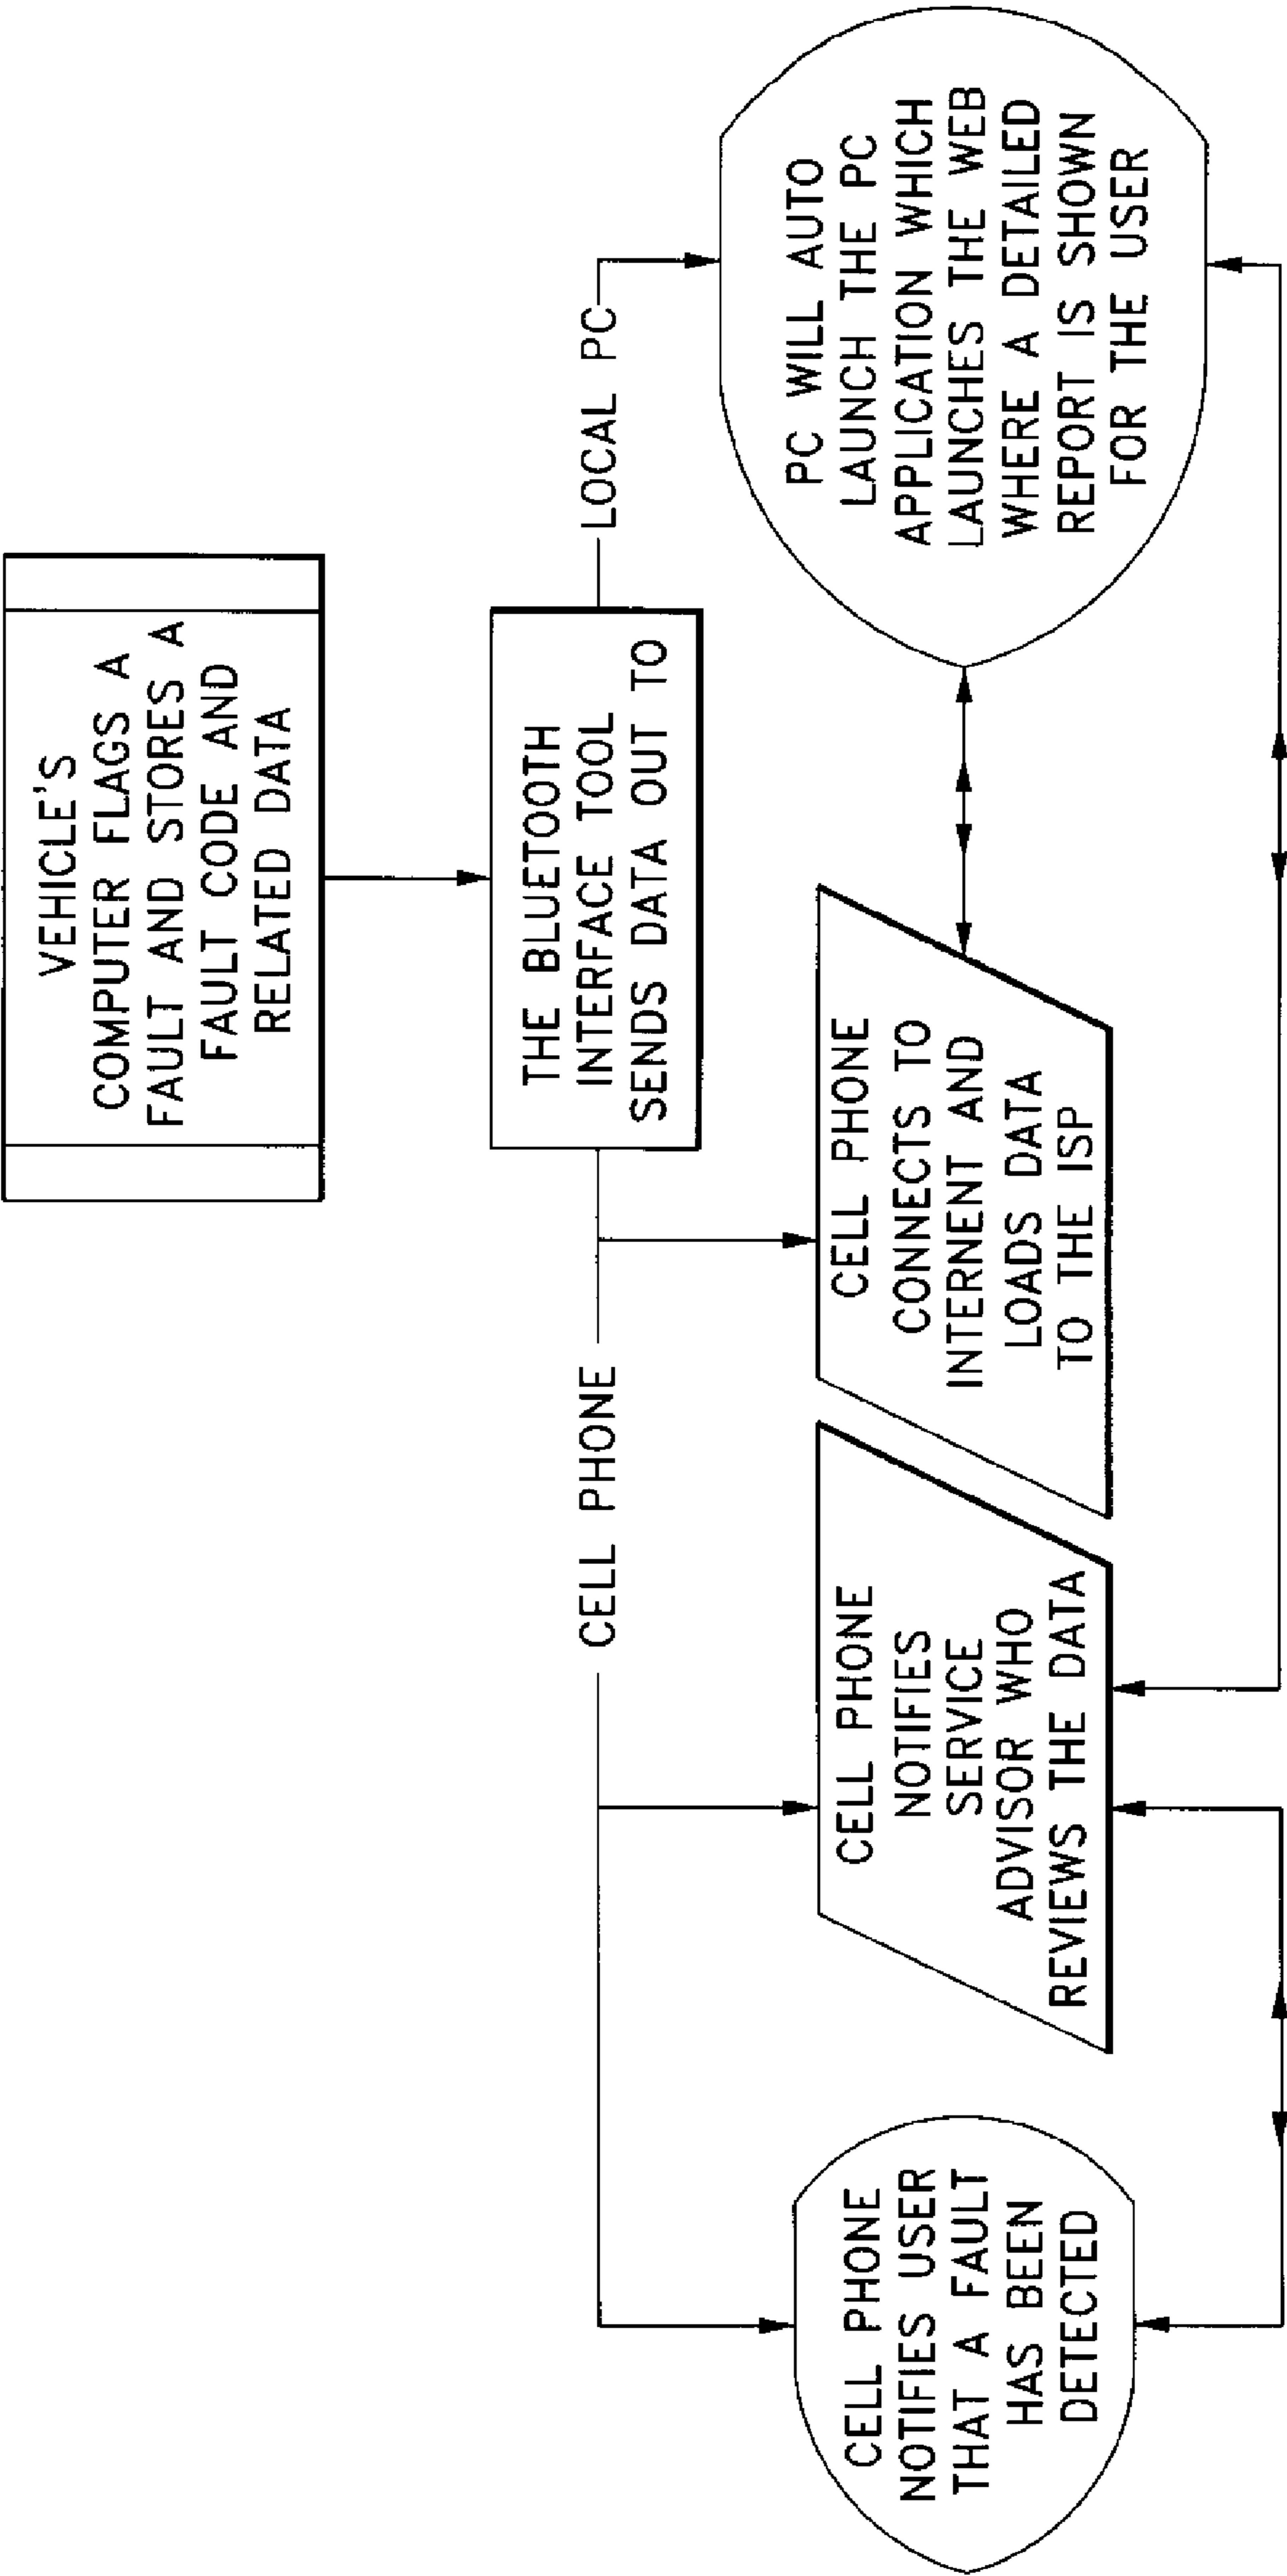 VEHICLE'S
COMPUTER FLAGS A
FAULT AND STORES A
FAULT CODE AND
RELATED DATA
THE BLUETOOTH
INTERFACE TOOL
SENDS DATA OUT TO
CELL PHONE
LOCAL PC
CELL PHONE
NOTIFIES USER
THAT A FAULT
HAS BEEN
DETECTED
CELL PHONE
NOTIFIES
SERVICE
ADVISOR WHO
REVIEWS THE DATA
CELL PHONE
CONNECTS TO
INTERNENT AND
LOADS DATA
TO THE ISP
PC WILL AUTO
LAUNCH THE PC
APPLICATION WHICH
LAUNCHES THE WEB
WHERE A DETAILED
REPORT IS SHOWN
FOR THE USER